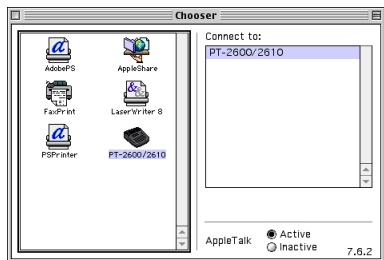 Chooser
AdobePS
AppleShare
FaxPrint
LaserWriter 8
PSPrinter
PT-2600/2610
Connect to:
PT-2600/2610
AppleTalk
Active
Inactive
7.6.2